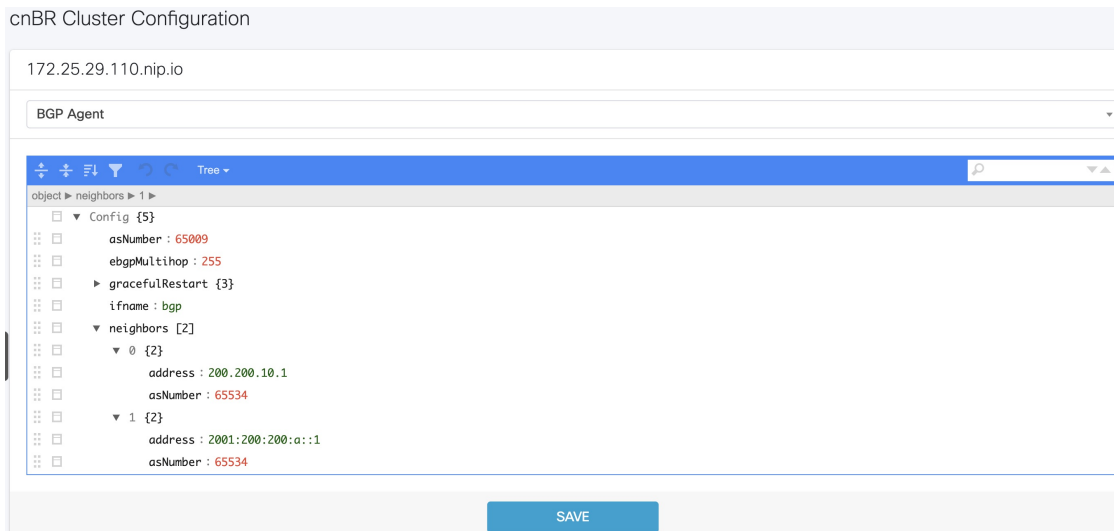 cnBR Cluster Configuration
172.25.29.110.nip.io
BGP Agent
Tree
object ▶ neighbors ▶ 1 ▶
Config {5}
asNumber : 65009
ebgpMultihop : 255
gracefulRestart {3}
ifname : bgp
neighbors [2]
0 {2}
address : 200.200.10.1
asNumber : 65534
1 {2}
address : 2001:200:200:a::1
asNumber : 65534
SAVE